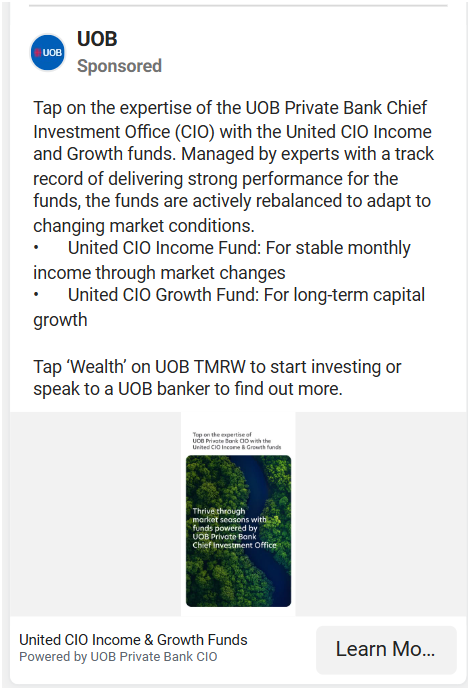 UOB
UOB
Sponsored
Tap on the expertise of the UOB Private Bank Chief
Investment Office (CIO) with the United CIO Income
and Growth funds. Managed by experts with a track
record of delivering strong performance for the
funds, the funds are actively rebalanced to adapt to
changing market conditions.
• United CIO Income Fund: For stable monthly
income through market changes
• United CIO Growth Fund: For long-term capital
growth
Tap ‘Wealth’ on UOB TMRW to start investing or
speak to a UOB banker to find out more.
Tap on the expertise of
UOB Private Bank CIO with the
United CIO Income & Growth funds
Thrive through
market seasons with
funds powered by
UOB Private Bank
Chief Investment Office
United CIO Income & Growth Funds
Powered by UOB Private Bank CIO
Learn Mo...